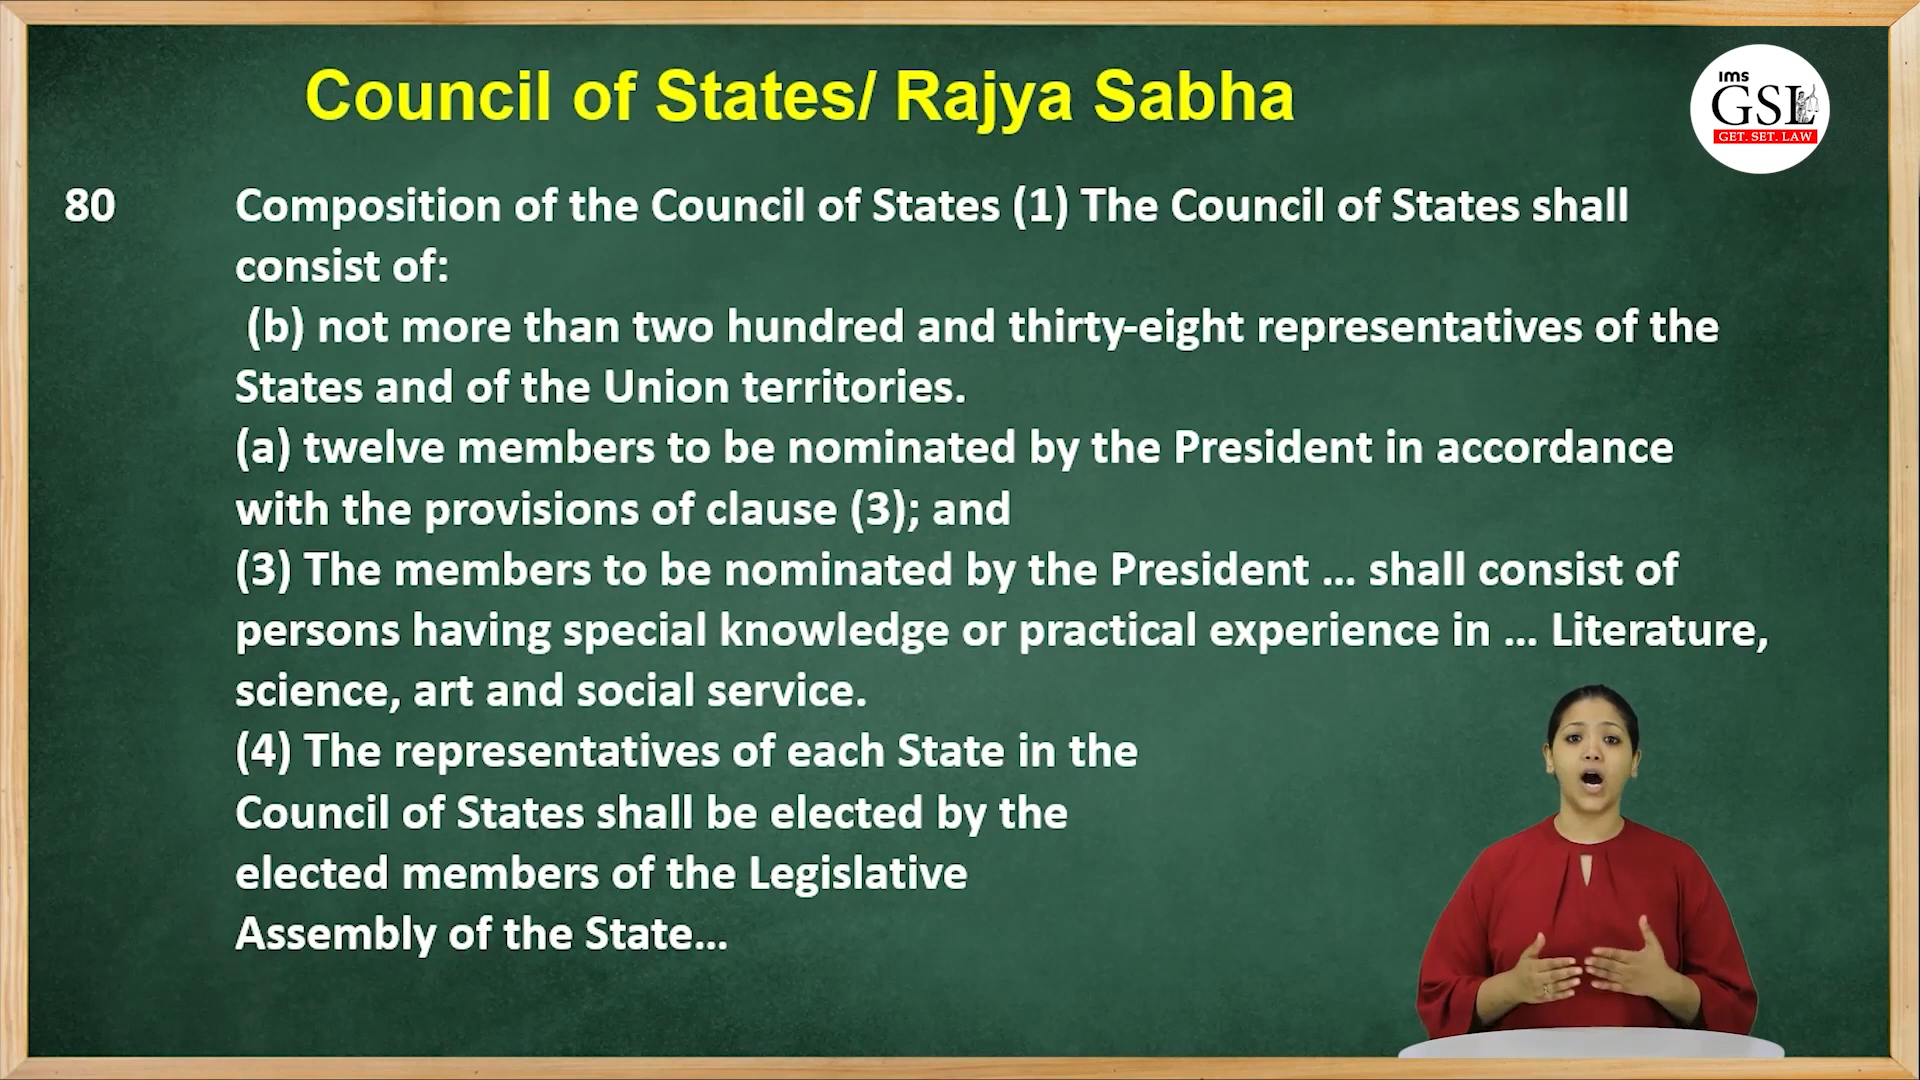 Council of States/ Rajya Sabha
ims
GSL
GET. SET. LAW
80 Composition of the Council of States (1) The Council of States shall
consist of:
(b) not more than two hundred and thirty-eight representatives of the
States and of the Union territories.
(a) twelve members to be nominated by the President in accordance
with the provisions of clause (3); and
(3) The members to be nominated by the President ... shall consist of
persons having special knowledge or practical experience in ... Literature,
science, art and social service.
(4) The representatives of each State in the
Council of States shall be elected by the
elected members of the Legislative
Assembly of the State...